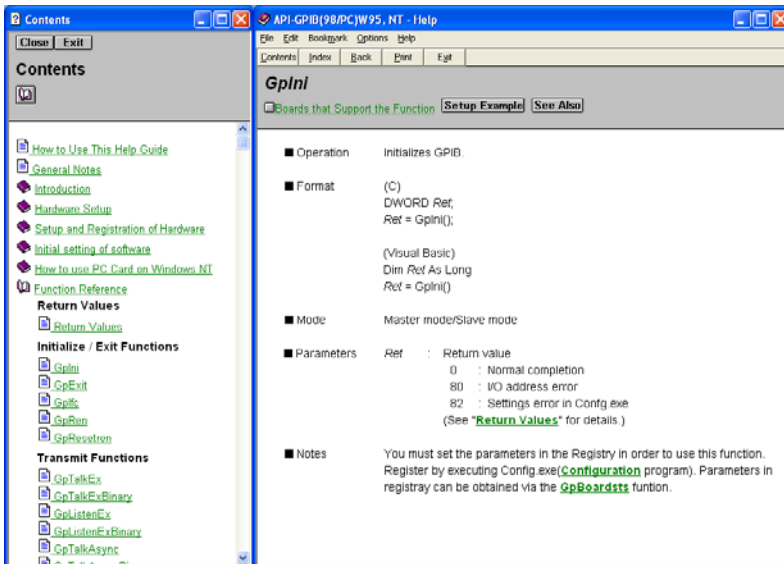 Contents
Close Exit
Contents
How to Use This Help Guide
General Notes
Introduction
Hardware Setup
Setup and Registration of Hardware
Initial setting of software
How to use PC Card on Windows NT
Function Reference
Return Values
Return Values
Initialize / Exit Functions
GpIni
GpExit
GpIfc
GpRen
GpResetren
Transmit Functions
GpTalkEx
GpTalkExBinary
GpListenEx
GpListenExBinary
GpTalkAsync
API-GPIB(98/PC)W95, NT - Help
File Edit Bookmark Options Help
Contents Index Back Print Exit
GpIni
Boards that Support the Function Setup Example See Also
■ Operation Initializes GPIB.
■ Format (C)
DWORD Ref;
Ret = GpIni();
(Visual Basic)
Dim Ret As Long
Ret = GpIni()
■ Mode Master mode/Slave mode
■ Parameters Ref : Return value
0 : Normal completion
80 : I/O address error
82 : Settings error in Confg.exe
(See "Return Values" for details.)
■ Notes You must set the parameters in the Registry in order to use this function.
Register by executing Config.exe(Configuration program). Parameters in
registray can be obtained via the GpBoardsts funtion.